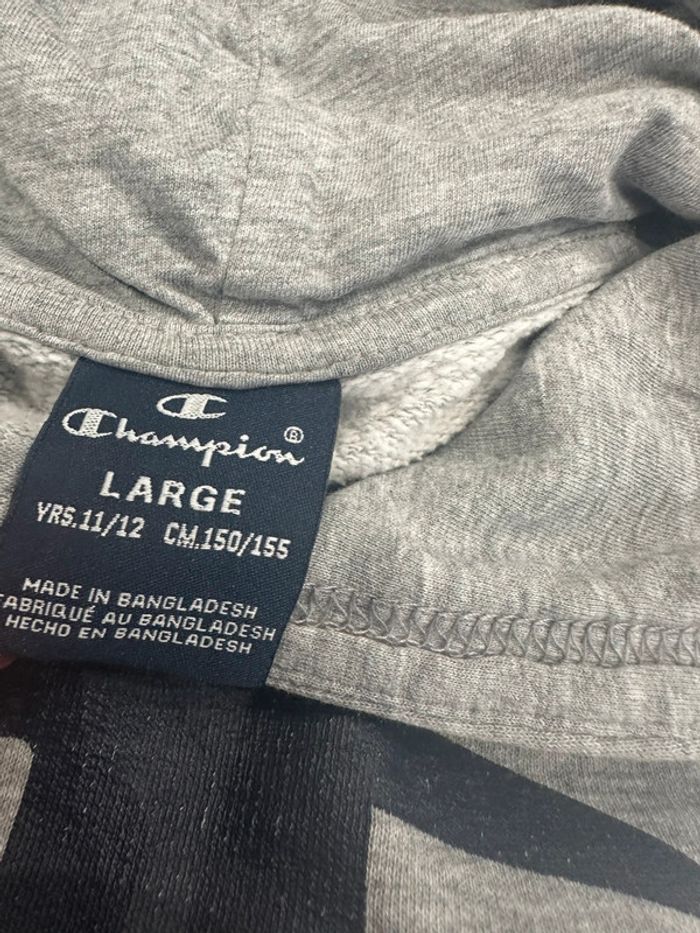 Champion®
LARGE
YRS.11/12 CM.150/155
MADE IN BANGLADESH
FABRIQUÉ AU BANGLADESH
HECHO EN BANGLADESH